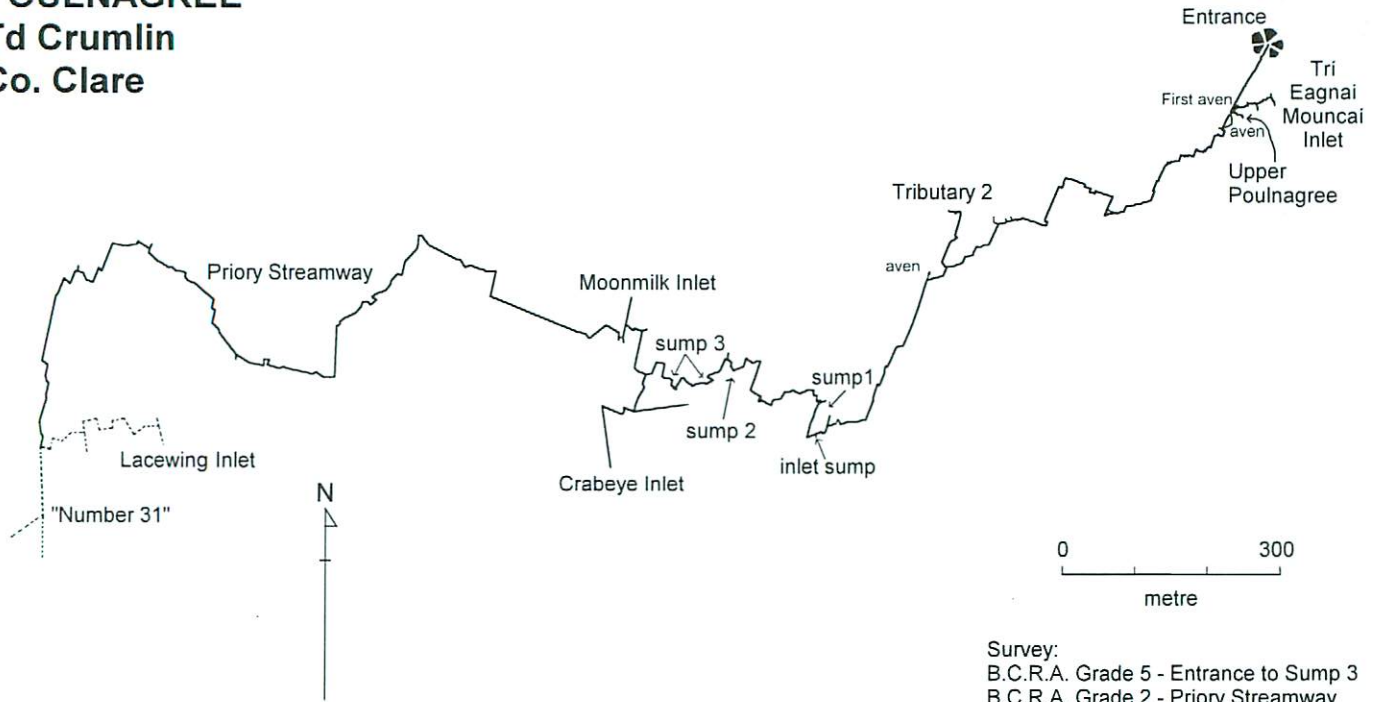 Crumlin
Co. Clare
Entrance
First aven
Tri
Eagnai
Mouncai
Inlet
aven
Upper
Poulnagree
Tributary 2
aven
Priory Streamway
Moonmilk Inlet
sump 3
sump1
sump 2
inlet sump
Crabeye Inlet
Lacewing Inlet
"Number 31"
N
0 300
metre
Survey:
B.C.R.A. Grade 5 - Entrance to Sump 3
B.C.R.A. Grade 2 - Priory Streamway